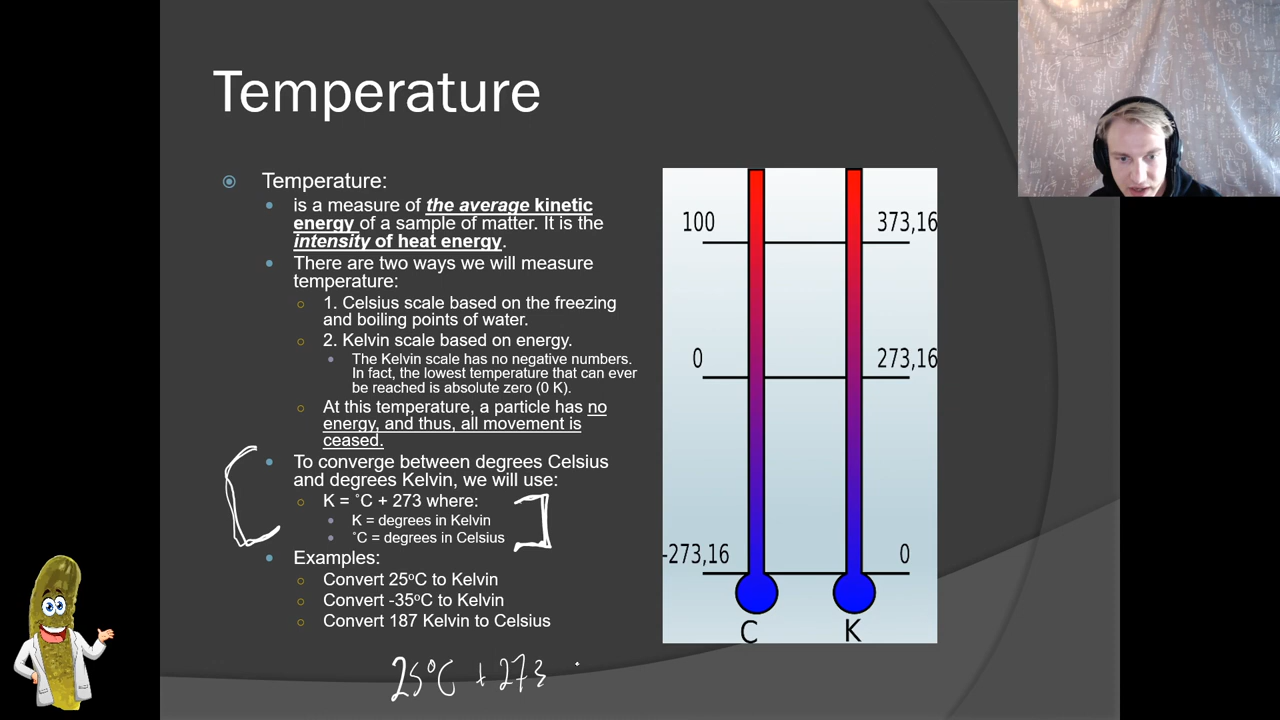 Temperature
Temperature:
is a measure of the average kinetic
energy of a sample of matter. It is the
intensity of heat energy.
There are two ways we will measure
temperature:
1. Celsius scale based on the freezing
and boiling points of water.
2. Kelvin scale based on energy.
The Kelvin scale has no negative numbers.
In fact, the lowest temperature that can ever
be reached is absolute zero (0 K).
At this temperature, a particle has no
energy, and thus, all movement is
ceased.
To converge between degrees Celsius
and degrees Kelvin, we will use:
K = ˚C + 273 where:
K = degrees in Kelvin
˚C = degrees in Celsius
Examples:
Convert 25ºC to Kelvin
Convert -35ºC to Kelvin
Convert 187 Kelvin to Celsius
25°C + 273
100 373,16
0 273,16
-273,16 0
C K